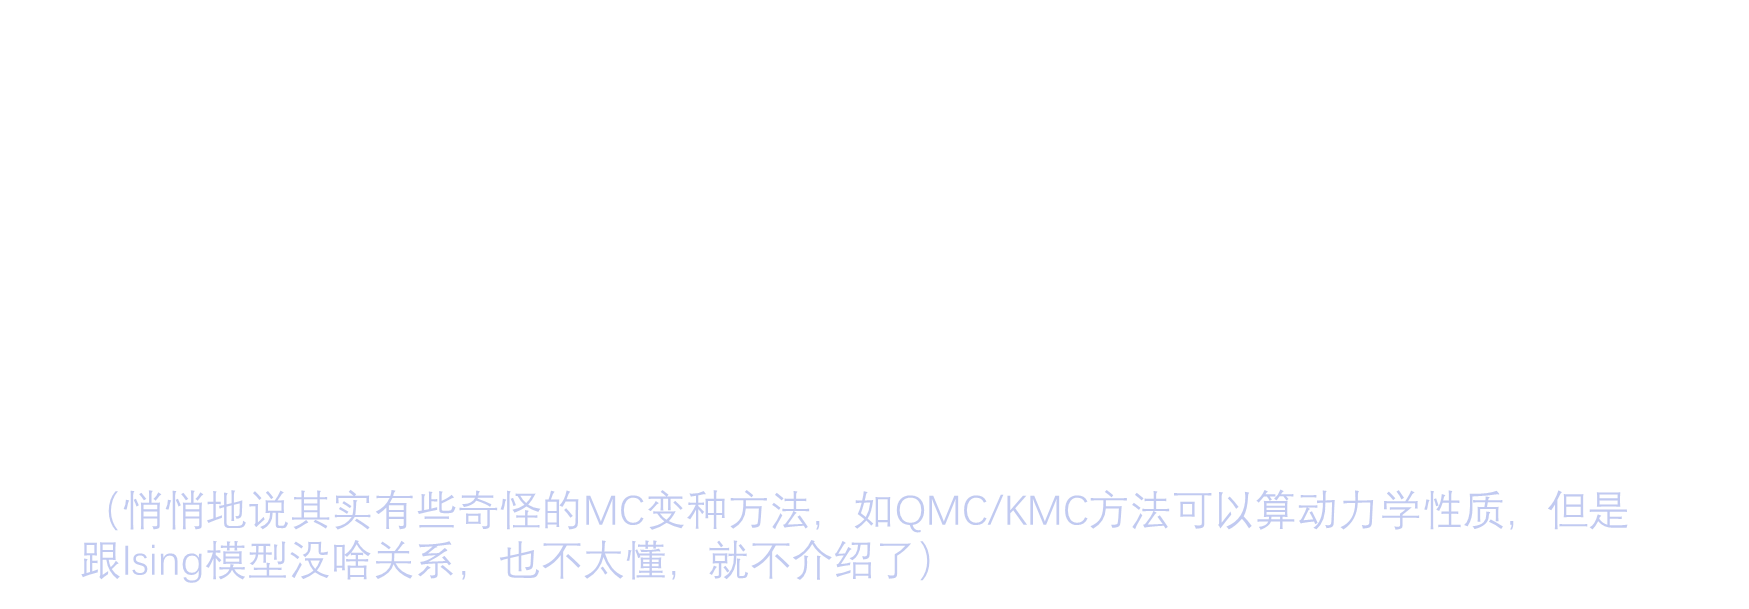 （悄悄地说其实有些奇怪的MC变种方法，如QMC/KMC方法可以算动力学性质，但是
跟Ising模型没啥关系，也不太懂，就不介绍了）